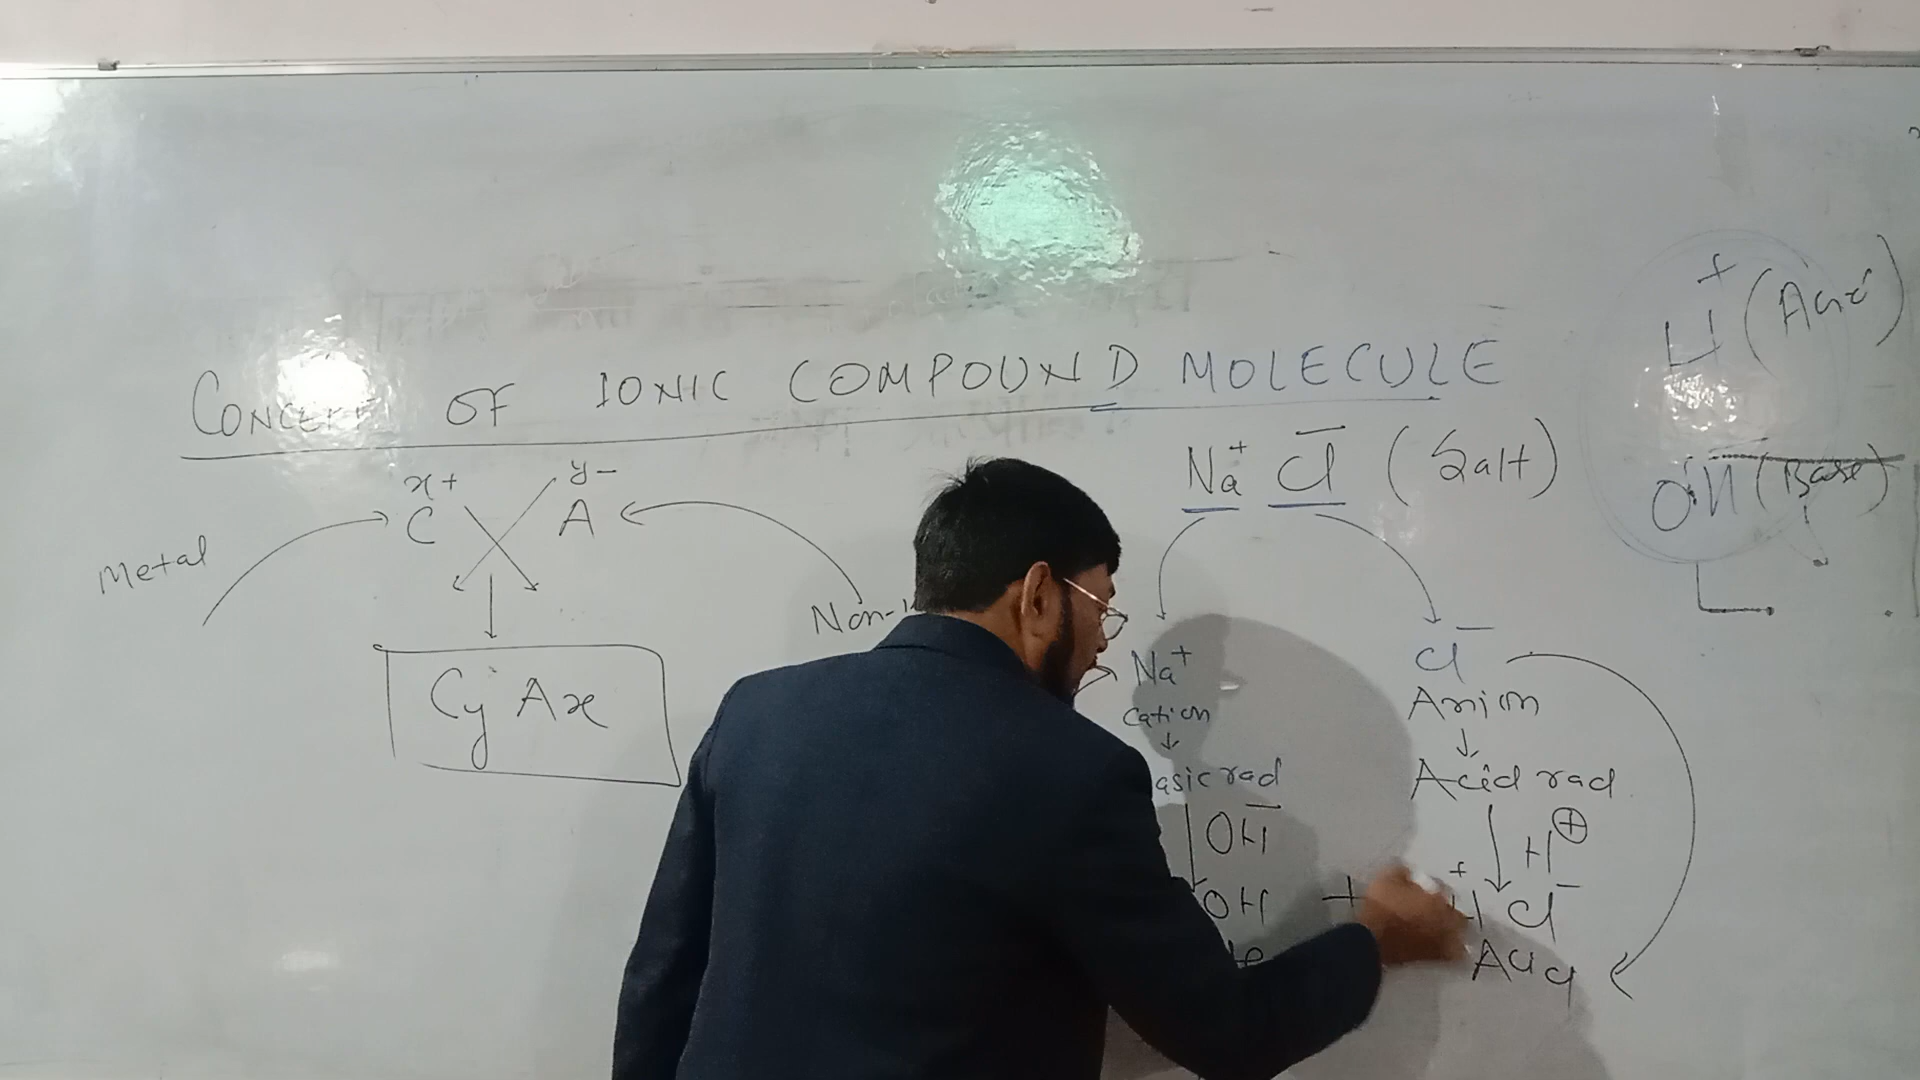 CONCEPT OF IONIC COMPOUND MOLECULE
x+ y-
C A
Metal
Cy Ax
Non-
Na+ Cl- (Salt)
Na+
Cation
↓
asic rad
OH-
OH +
Cl-
Anion
↓
Acid rad
H⊕
H+ Cl-
Acid
H+ (Acid)
OH- (Base)